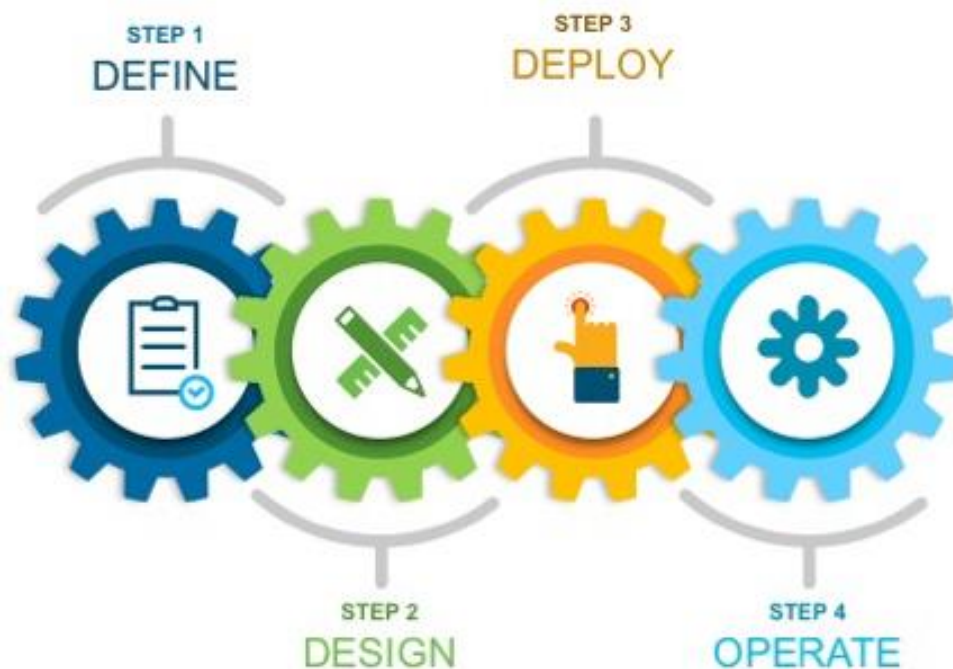 STEP 1
DEFINE
STEP 2
DESIGN
STEP 3
DEPLOY
STEP 4
OPERATE